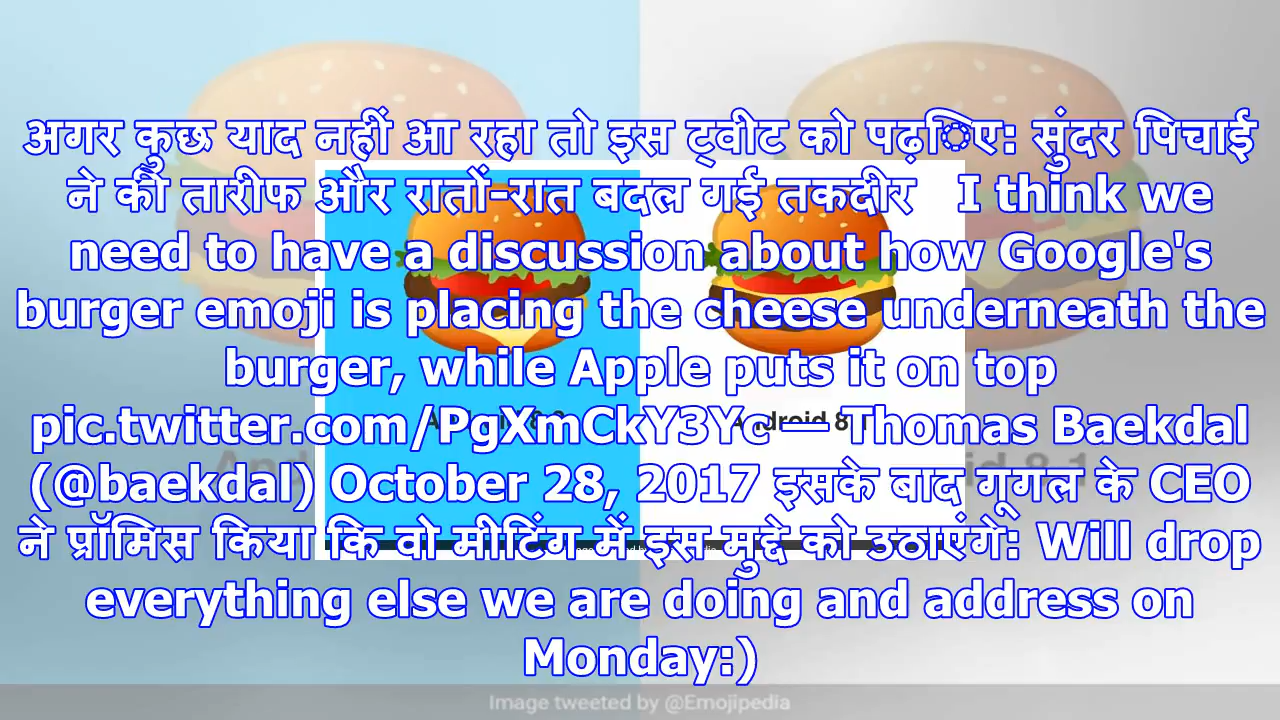 अगर कुछ याद नहीं आ रहा तो इस ट्वीट को पढ़िए: सुंदर पिचाई
ने की तारीफ और रातों-रात बदल गई तकदीर I think we
need to have a discussion about how Google's
burger emoji is placing the cheese underneath the
burger, while Apple puts it on top
pic.twitter.com/PgXmCkY3Yc — Thomas Baekdal
(@baekdal) October 28, 2017 इसके बाद गूगल के CEO
ने प्रॉमिस किया कि वो मीटिंग में इस मुद्दे को उठाएंगे: Will drop
everything else we are doing and address on
Monday:)
Android 8.1
Image tweeted by @Emojipedia